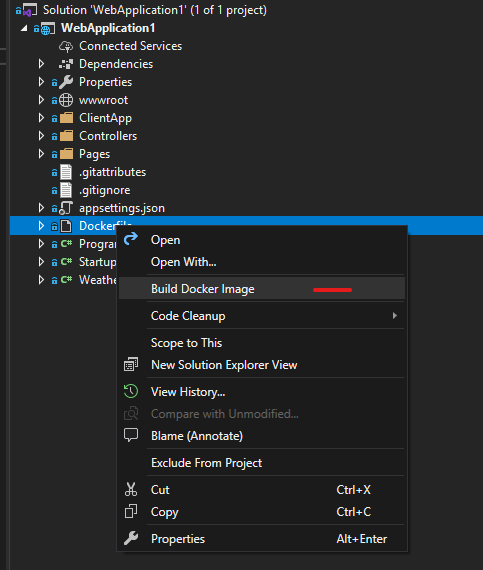 Solution 'WebApplication1' (1 of 1 project)
WebApplication1
Connected Services
Dependencies
Properties
wwwroot
ClientApp
Controllers
Pages
.gitattributes
.gitignore
appsettings.json
Dockerfile
C# Program
C# Startup
C# Weathe
Open
Open With...
Build Docker Image
Code Cleanup
Scope to This
New Solution Explorer View
View History...
Compare with Unmodified...
Blame (Annotate)
Exclude From Project
Cut Ctrl+X
Copy Ctrl+C
Properties Alt+Enter